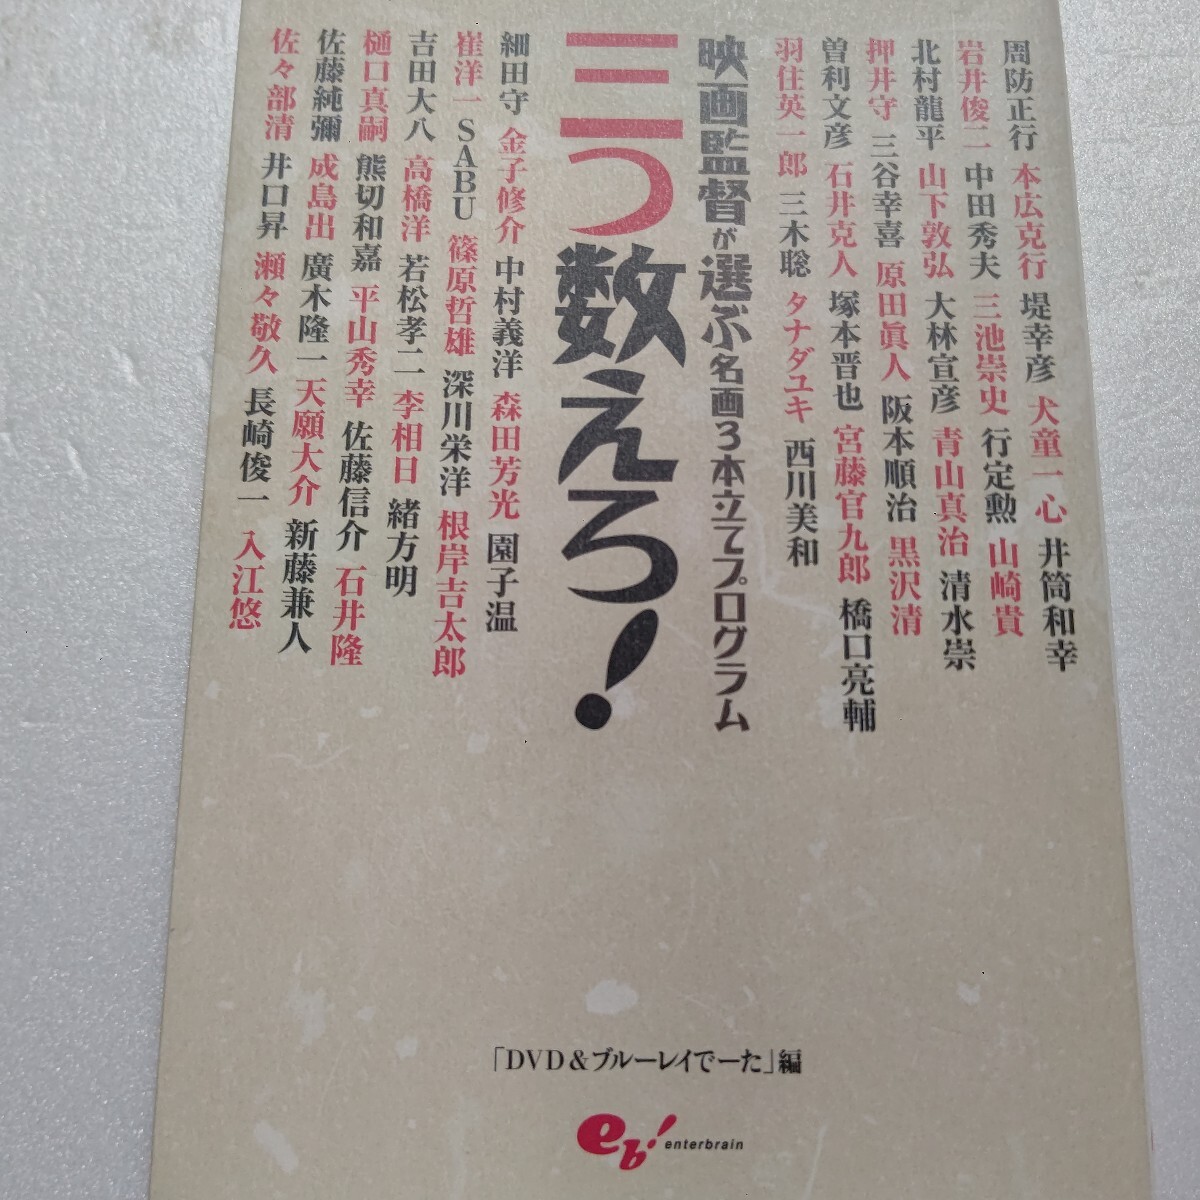 周防正行 本広克行 堤幸彦 犬童一心 井筒和幸
岩井俊二 中田秀夫 三池崇史 行定勲 山崎貴
北村龍平 山下敦弘 大林宣彦 青山真治 清水崇
押井守 三谷幸喜 原田眞人 阪本順治 黒沢清
曽利文彦 石井克人 塚本晋也 宮藤官九郎 橋口亮輔
羽住英一郎 三木聡 タナダユキ 西川美和
映画監督が選ぶ名画3本立てプログラム
三つ数えろ!
細田守 金子修介 中村義洋 森田芳光 園子温
崔洋一 SABU 篠原哲雄 深川栄洋 根岸吉太郎
吉田大八 高橋洋 若松孝二 李相日 緒方明
樋口真嗣 熊切和嘉 平山秀幸 佐藤信介 石井隆
佐藤純彌 成島出 廣木隆一 天願大介 新藤兼人
佐々部清 井口昇 瀬々敬久 長崎俊一 入江悠
「DVD&ブルーレイでーた」編
eb! enterbrain